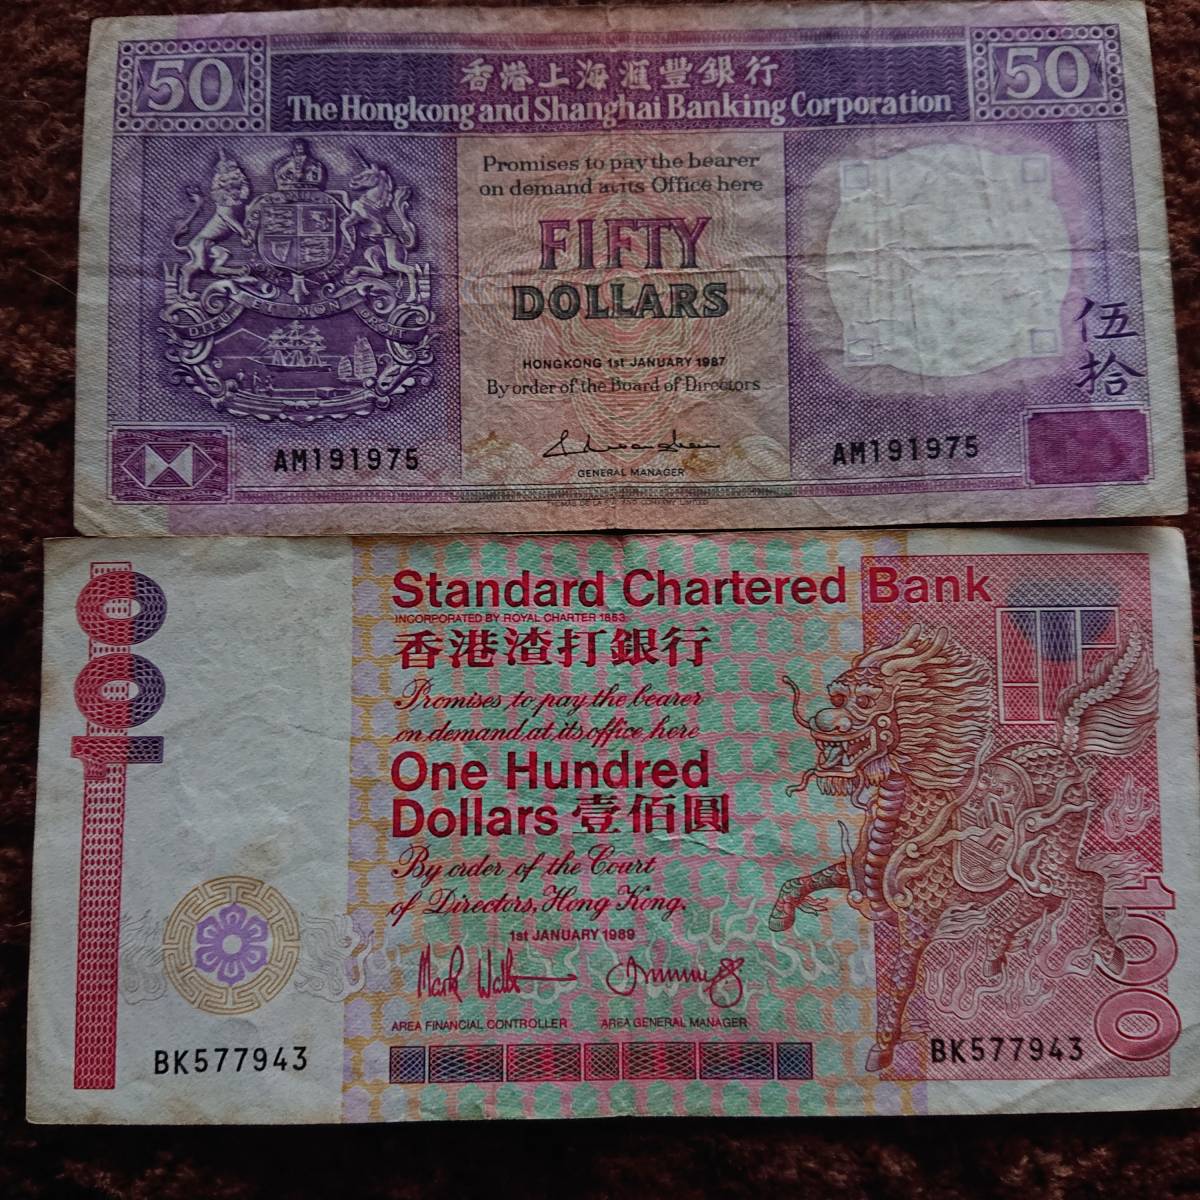 50
香港上海滙豐銀行
50
The Hongkong and Shanghai Banking Corporation
Promises to pay the bearer
on demand at its Office here
FIFTY
DOLLARS
HONGKONG 1st JANUARY 1987
By order of the Board of Directors
GENERAL MANAGER
DIEU ET MON DROIT
AM191975
AM191975
伍拾
100
Standard Chartered Bank
INCORPORATED BY ROYAL CHARTER 1853
香港渣打銀行
Promises to pay the bearer
on demand at its office here
One Hundred
Dollars 壹佰圓
By order of the Court
of Directors, Hong Kong.
1st JANUARY 1989
AREA FINANCIAL CONTROLLER
AREA GENERAL MANAGER
BK577943
BK577943
100